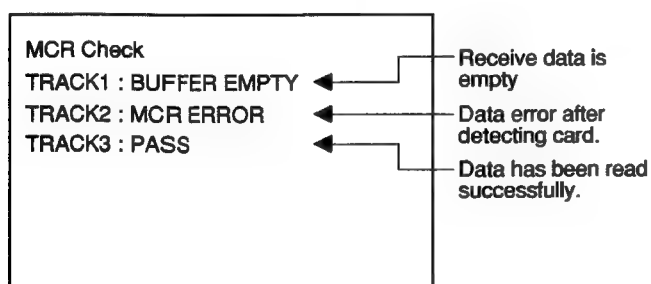 MCR Check
TRACK1 : BUFFER EMPTY
TRACK2 : MCR ERROR
TRACK3 : PASS
Receive data is
empty
Data error after
detecting card.
Data has been read
successfully.